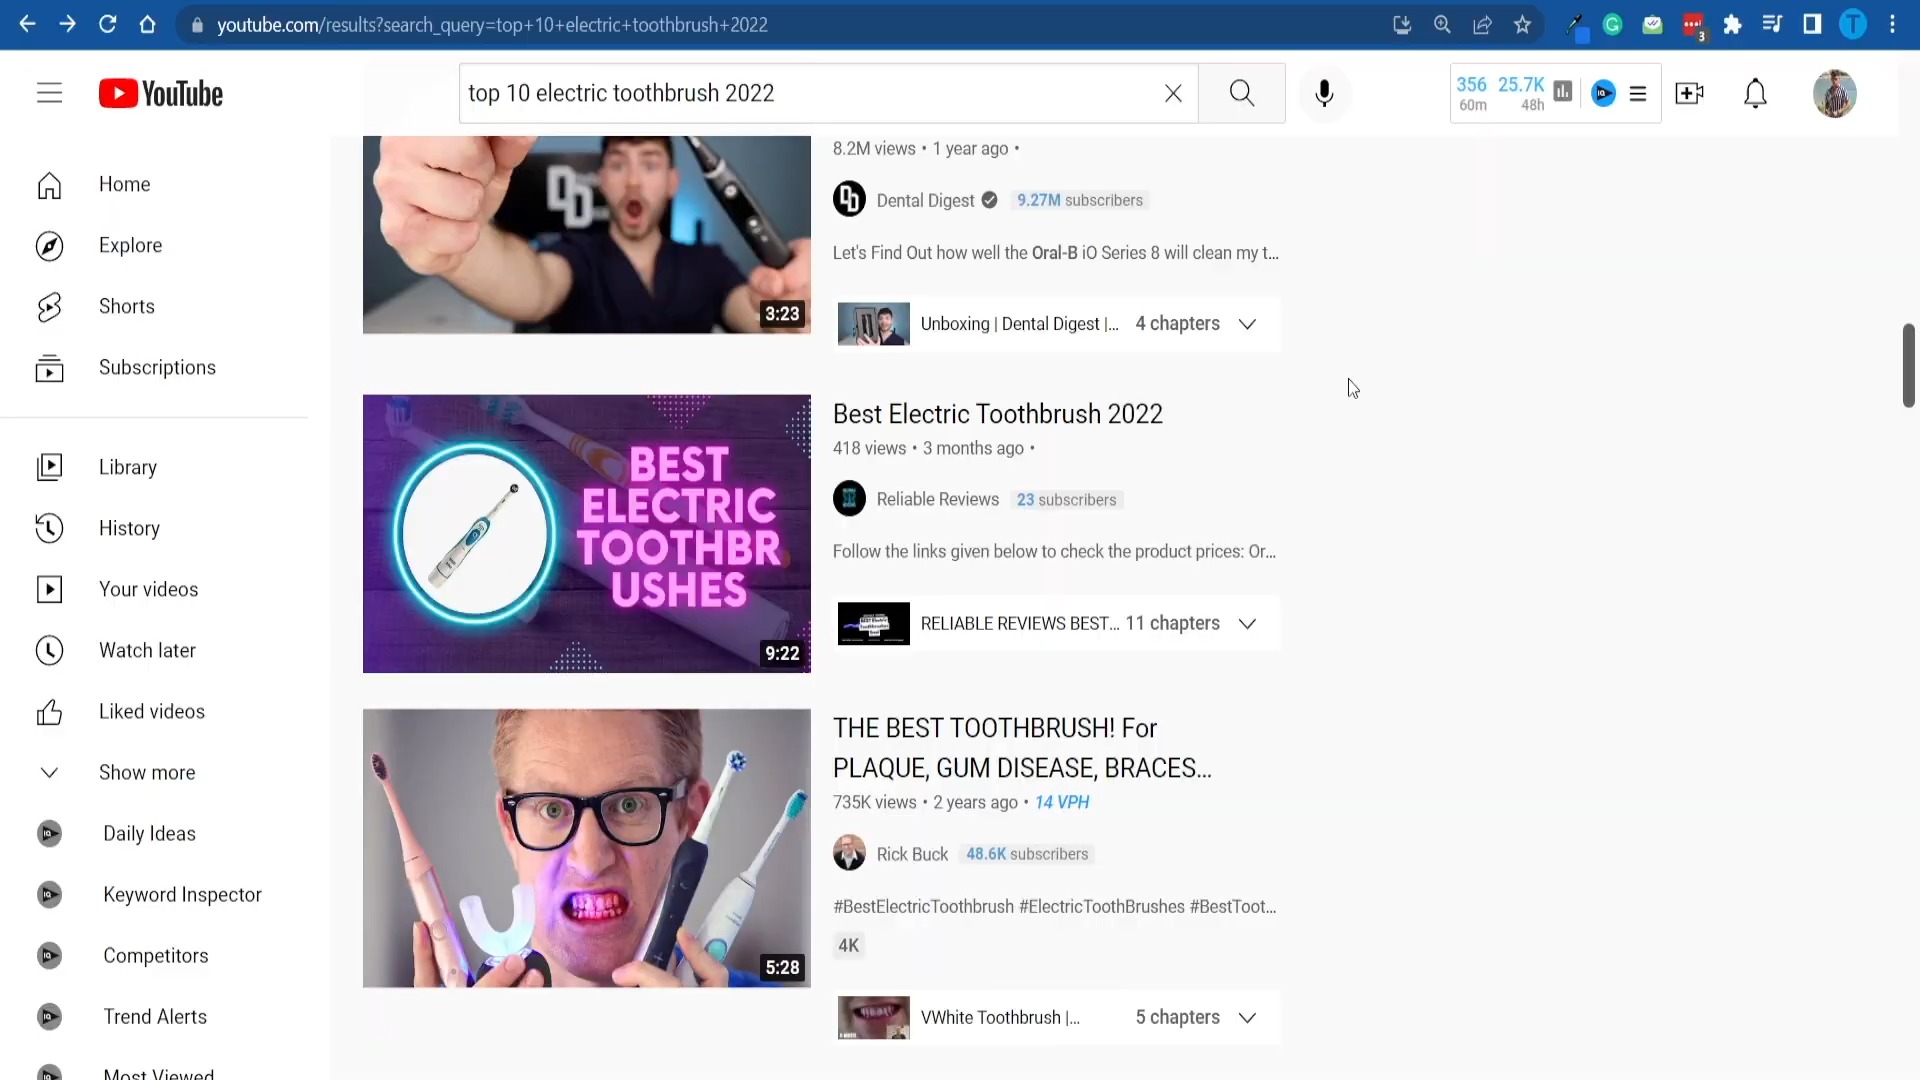 youtube.com/results?search_query=top+10+electric+toothbrush+2022
3
T
YouTube
top 10 electric toothbrush 2022
356 25.7K
60m 48h
Home
Explore
Shorts
Subscriptions
Library
History
Your videos
Watch later
Liked videos
Show more
Daily Ideas
Keyword Inspector
Competitors
Trend Alerts
Most Viewed
3:23
8.2M views • 1 year ago •
Dental Digest 9.27M subscribers
Let's Find Out how well the Oral-B iO Series 8 will clean my t...
Unboxing | Dental Digest |... 4 chapters
BEST
ELECTRIC
TOOTHBR
USHES
9:22
Best Electric Toothbrush 2022
418 views • 3 months ago •
Reliable Reviews 23 subscribers
Follow the links given below to check the product prices: Or...
RELIABLE REVIEWS BEST... 11 chapters
5:28
THE BEST TOOTHBRUSH! For
PLAQUE, GUM DISEASE, BRACES...
735K views • 2 years ago • 14 VPH
Rick Buck 48.6K subscribers
#BestElectricToothbrush #ElectricToothBrushes #BestToot...
4K
VWhite Toothbrush |... 5 chapters